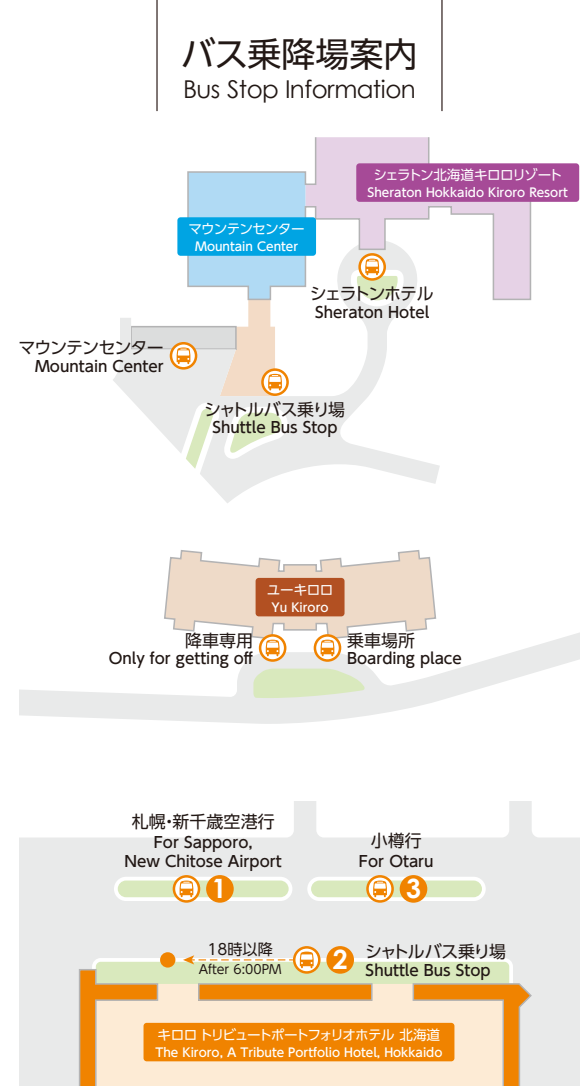 バス乗降場案内
Bus Stop Information
シェラトン北海道キロロリゾート
Sheraton Hokkaido Kiroro Resort
マウンテンセンター
Mountain Center
シェラトンホテル
Sheraton Hotel
マウンテンセンター
Mountain Center
シャトルバス乗り場
Shuttle Bus Stop
ユーキロロ
Yu Kiroro
降車専用
Only for getting off
乗車場所
Boarding place
札幌・新千歳空港行
For Sapporo,
New Chitose Airport
1
小樽行
For Otaru
3
18時以降
After 6:00PM
2
シャトルバス乗り場
Shuttle Bus Stop
キロロ トリビュートポートフォリオホテル 北海道
The Kiroro, A Tribute Portfolio Hotel, Hokkaido